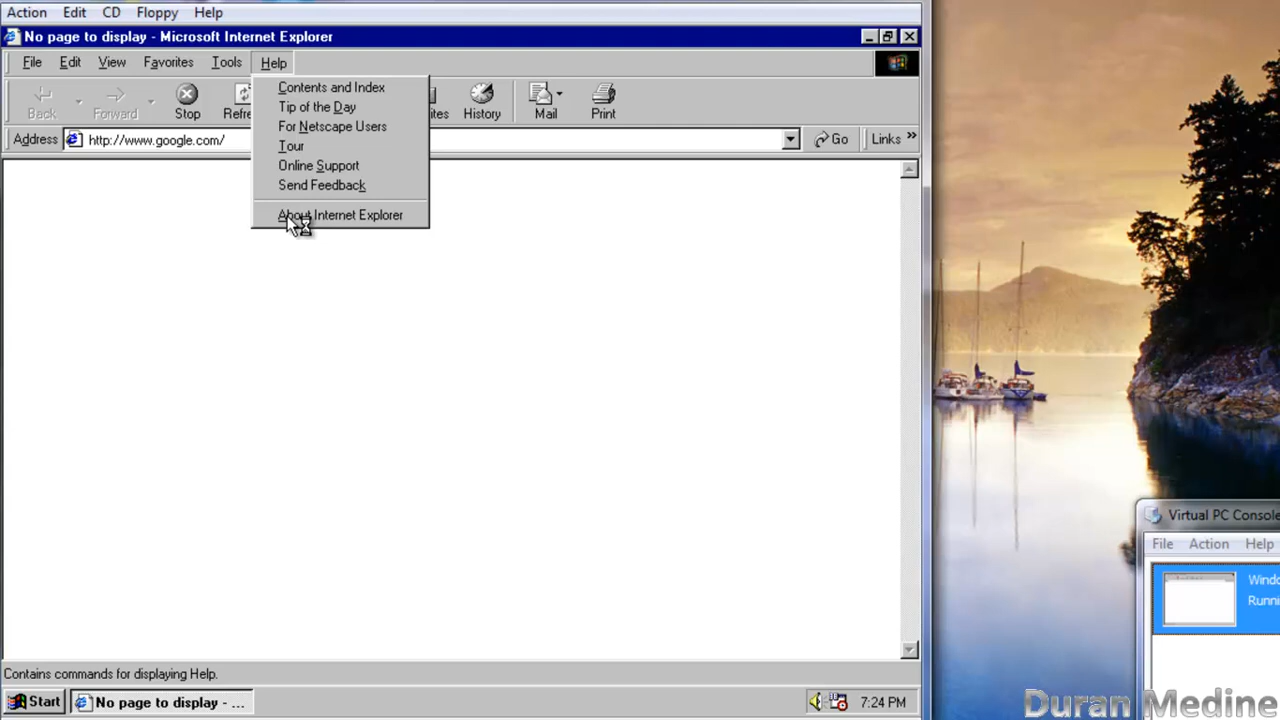 Action Edit CD Floppy Help
No page to display - Microsoft Internet Explorer
File Edit View Favorites Tools Help
Back Forward Stop History Mail Print
Address http://www.google.com/ Go Links »
Contents and Index
Tip of the Day
For Netscape Users
Tour
Online Support
Send Feedback
About Internet Explorer
Virtual PC Console
File Action Help
Contains commands for displaying Help.
Start No page to display - ... 7:24 PM
Duran Medine